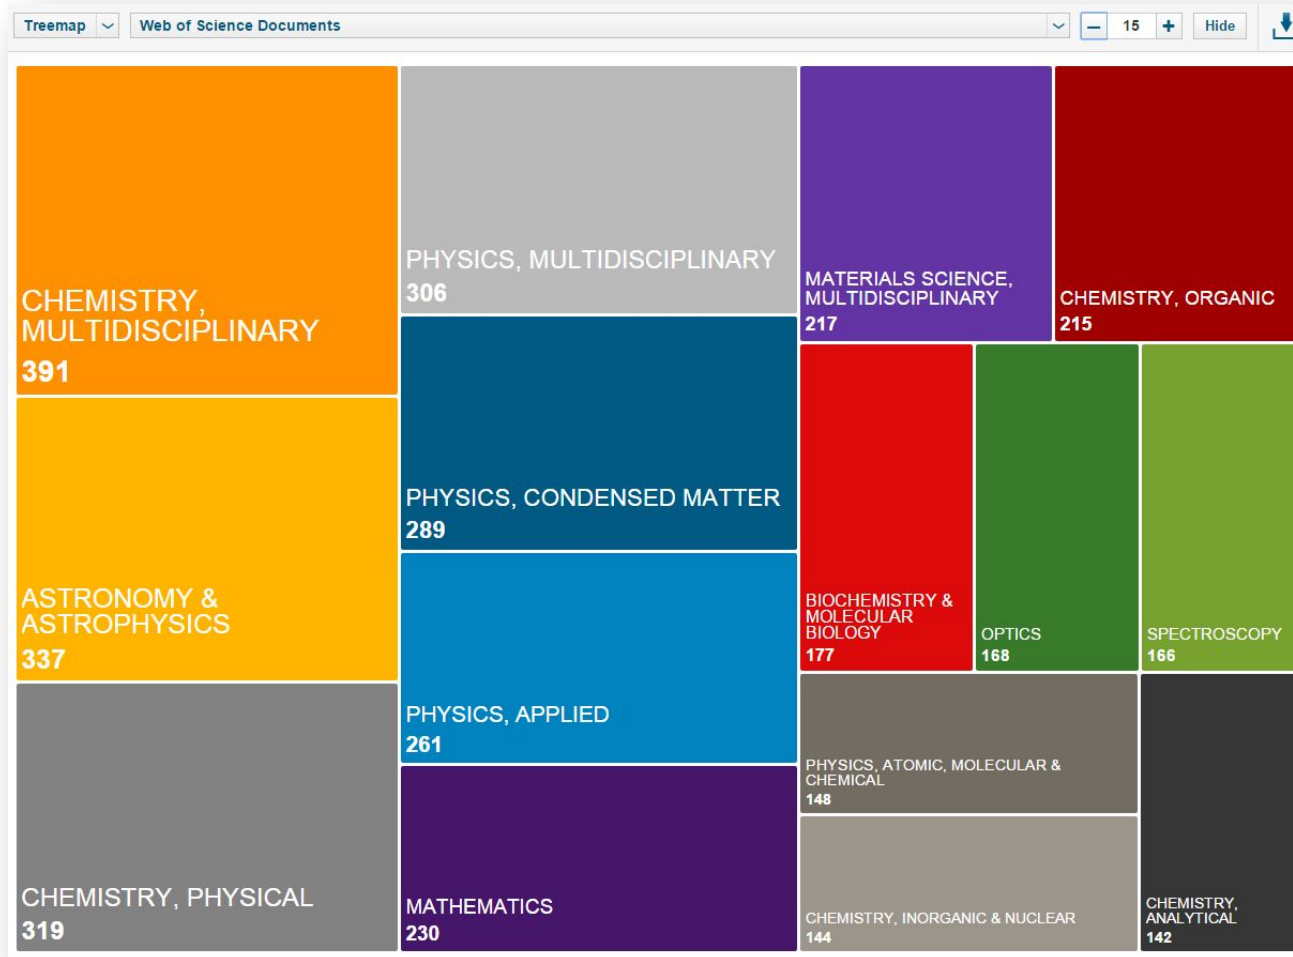 Treemap
Web of Science Documents
15
Hide
CHEMISTRY,
MULTIDISCIPLINARY
391
ASTRONOMY &
ASTROPHYSICS
337
CHEMISTRY, PHYSICAL
319
PHYSICS, MULTIDISCIPLINARY
306
PHYSICS, CONDENSED MATTER
289
PHYSICS, APPLIED
261
MATHEMATICS
230
MATERIALS SCIENCE,
MULTIDISCIPLINARY
217
CHEMISTRY, ORGANIC
215
BIOCHEMISTRY &
MOLECULAR
BIOLOGY
177
OPTICS
168
SPECTROSCOPY
166
PHYSICS, ATOMIC, MOLECULAR &
CHEMICAL
148
CHEMISTRY, INORGANIC & NUCLEAR
144
CHEMISTRY,
ANALYTICAL
142